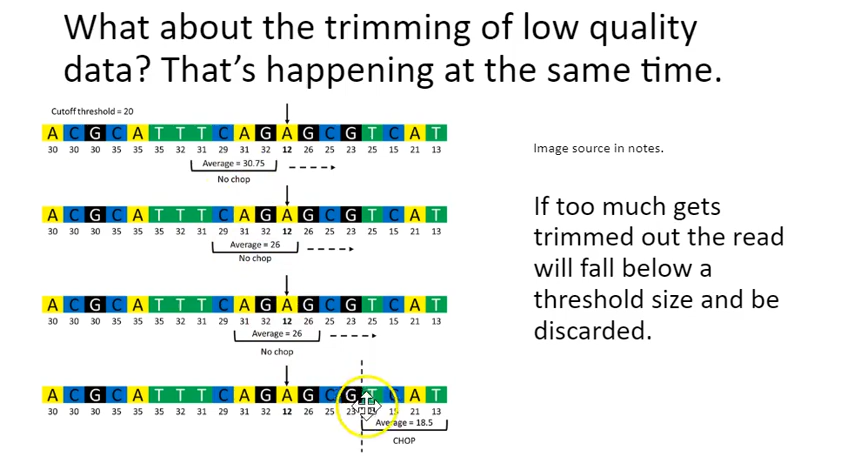 What about the trimming of low quality
data? That's happening at the same time.
Cutoff threshold = 20
A C G C A T T T C A G A G C G T C A T
30 30 30 35 35 35 32 31 29 31 32 12 26 25 23 25 15 21 13
Average = 30.75
No chop
A C G C A T T T C A G A G C G T C A T
30 30 30 35 35 35 32 31 29 31 32 12 26 25 23 25 15 21 13
Average = 26
No chop
A C G C A T T T C A G A G C G T C A T
30 30 30 35 35 35 32 31 29 31 32 12 26 25 23 25 15 21 13
Average = 26
No chop
A C G C A T T T C A G A G C G T C A T
30 30 30 35 35 35 32 31 29 31 32 12 26 25 23 15 21 13
Average = 18.5
CHOP
Image source in notes.
If too much gets
trimmed out the read
will fall below a
threshold size and be
discarded.